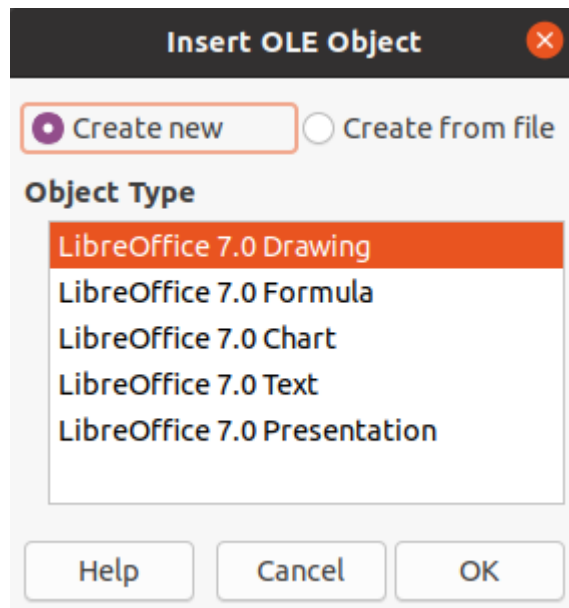 Insert OLE Object
Create new Create from file
Object Type
LibreOffice 7.0 Drawing
LibreOffice 7.0 Formula
LibreOffice 7.0 Chart
LibreOffice 7.0 Text
LibreOffice 7.0 Presentation
Help Cancel OK